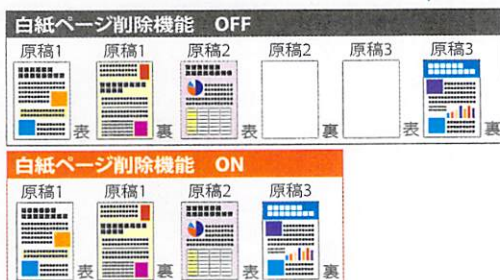 白紙ページ削除機能 OFF
原稿1 原稿1 原稿2 原稿2 原稿3 原稿3
表 裏 表 裏 表 裏
白紙ページ削除機能 ON
原稿1 原稿1 原稿2 原稿3
表 裏 表 裏